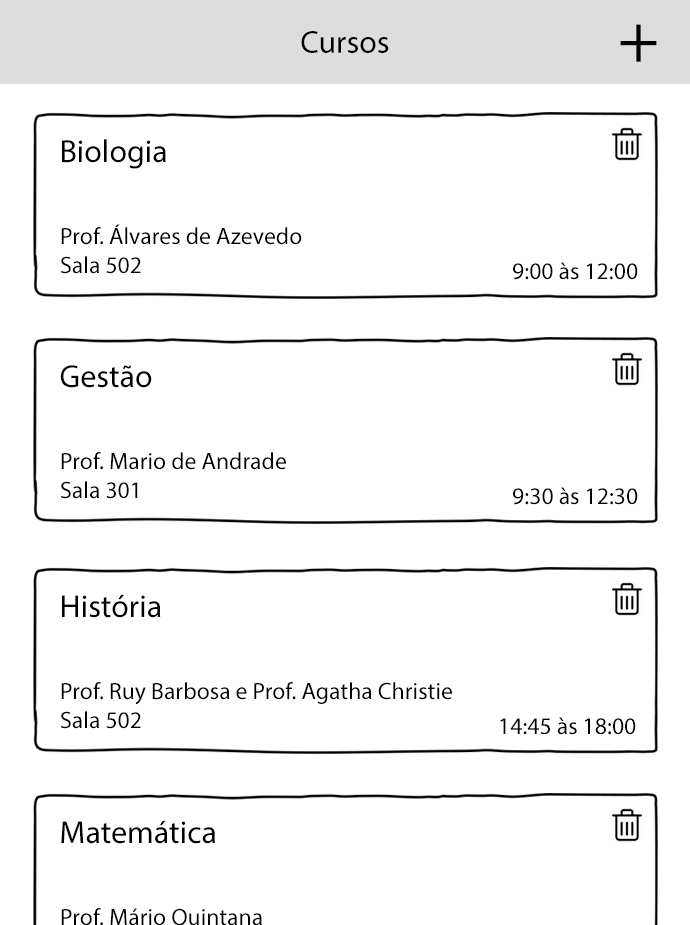 Cursos
Biologia
Prof. Álvares de Azevedo
Sala 502
9:00 às 12:00
Gestão
Prof. Mario de Andrade
Sala 301
9:30 às 12:30
História
Prof. Ruy Barbosa e Prof. Agatha Christie
Sala 502
14:45 às 18:00
Matemática
Prof. Mário Quintana